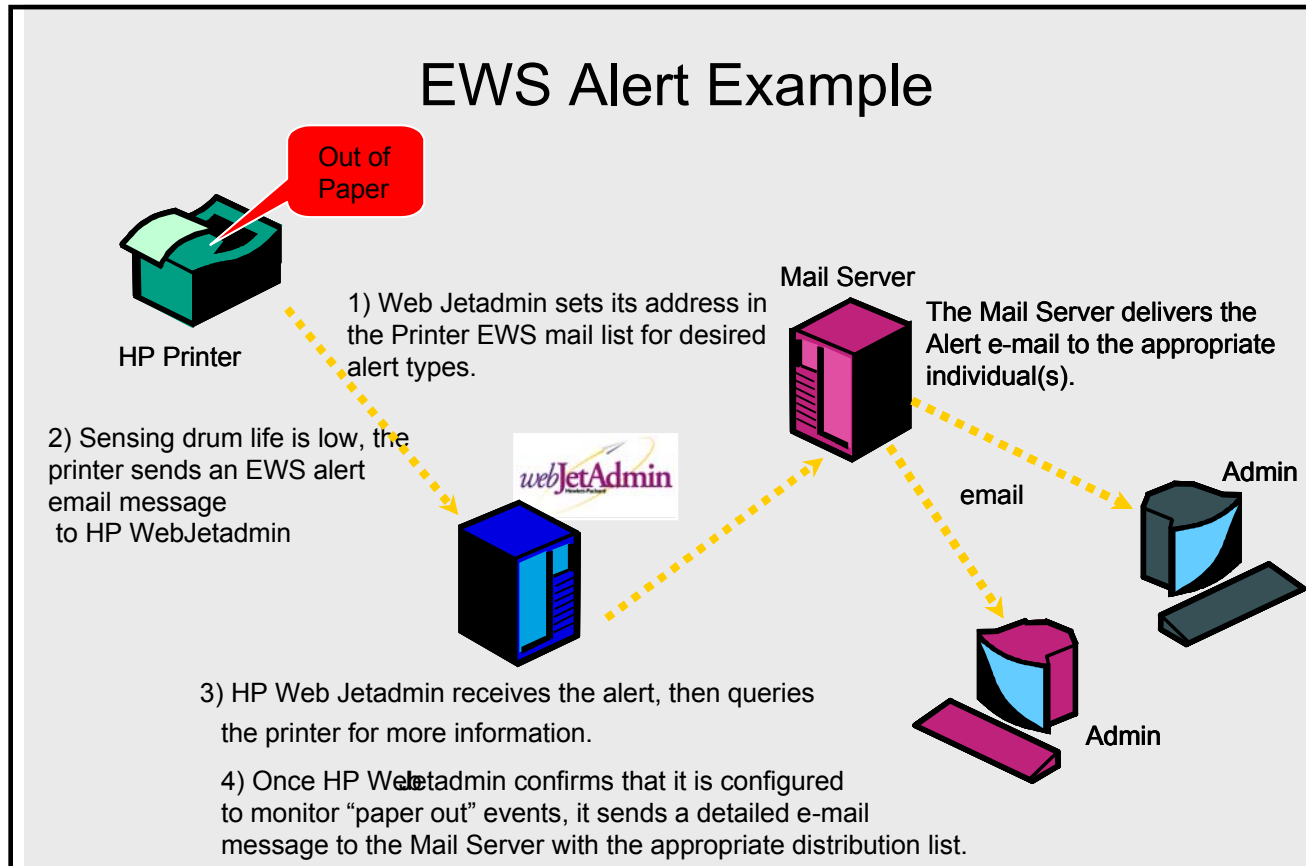 EWS Alert Example
Out of
Paper
HP Printer
1) Web Jetadmin sets its address in
the Printer EWS mail list for desired
alert types.
Mail Server
The Mail Server delivers the
Alert e-mail to the appropriate
individual(s).
2) Sensing drum life is low, the
printer sends an EWS alert
email message
to HP WebJetadmin
webJetAdmin
Hewlett-Packard
email
Admin
Admin
3) HP Web Jetadmin receives the alert, then queries
the printer for more information.
4) Once HP WebJetadmin confirms that it is configured
to monitor “paper out” events, it sends a detailed e-mail
message to the Mail Server with the appropriate distribution list.